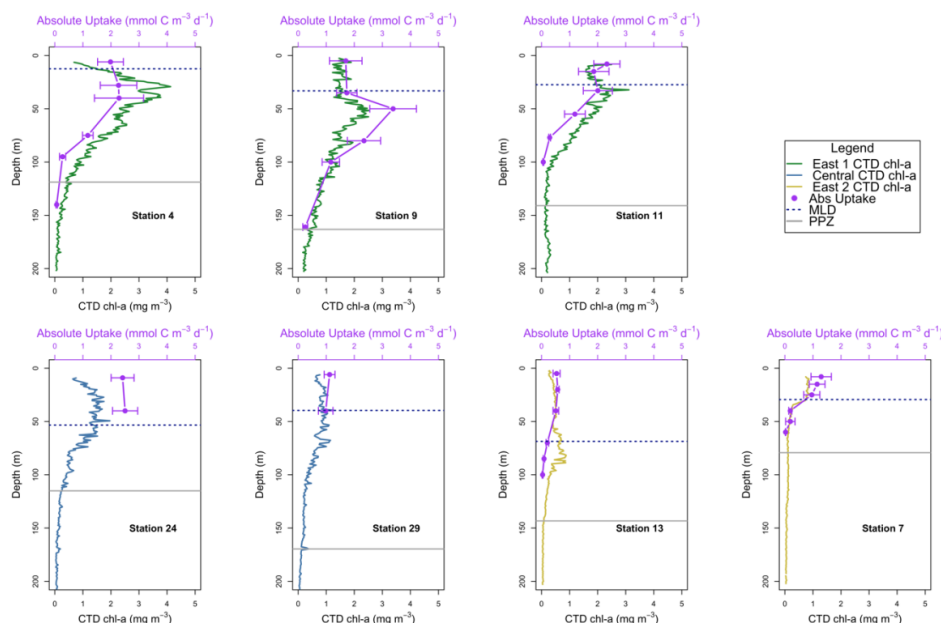 Absolute Uptake (mmol C m⁻³ d⁻¹) Absolute Uptake (mmol C m⁻³ d⁻¹) Absolute Uptake (mmol C m⁻³ d⁻¹)
0 1 2 3 4 5 0 1 2 3 4 5 0 1 2 3 4 5
Depth (m) 0 50 100 150 200
Station 4
Depth (m) 0 50 100 150 200
Station 9
Depth (m) 0 50 100 150 200
Station 11
0 1 2 3 4 5 0 1 2 3 4 5 0 1 2 3 4 5
CTD chl-a (mg m⁻³) CTD chl-a (mg m⁻³) CTD chl-a (mg m⁻³)
Legend
East 1 CTD chl-a
Central CTD chl-a
East 2 CTD chl-a
Abs Uptake
MLD
PPZ
Absolute Uptake (mmol C m⁻³ d⁻¹) Absolute Uptake (mmol C m⁻³ d⁻¹) Absolute Uptake (mmol C m⁻³ d⁻¹) Absolute Uptake (mmol C m⁻³ d⁻¹)
0 1 2 3 4 5 0 1 2 3 4 5 0 1 2 3 4 5 0 1 2 3 4 5
Depth (m) 0 50 100 150 200
Station 24
Depth (m) 0 50 100 150 200
Station 29
Depth (m) 0 50 100 150 200
Station 13
Depth (m) 0 50 100 150 200
Station 7
0 1 2 3 4 5 0 1 2 3 4 5 0 1 2 3 4 5 0 1 2 3 4 5
CTD chl-a (mg m⁻³) CTD chl-a (mg m⁻³) CTD chl-a (mg m⁻³) CTD chl-a (mg m⁻³)